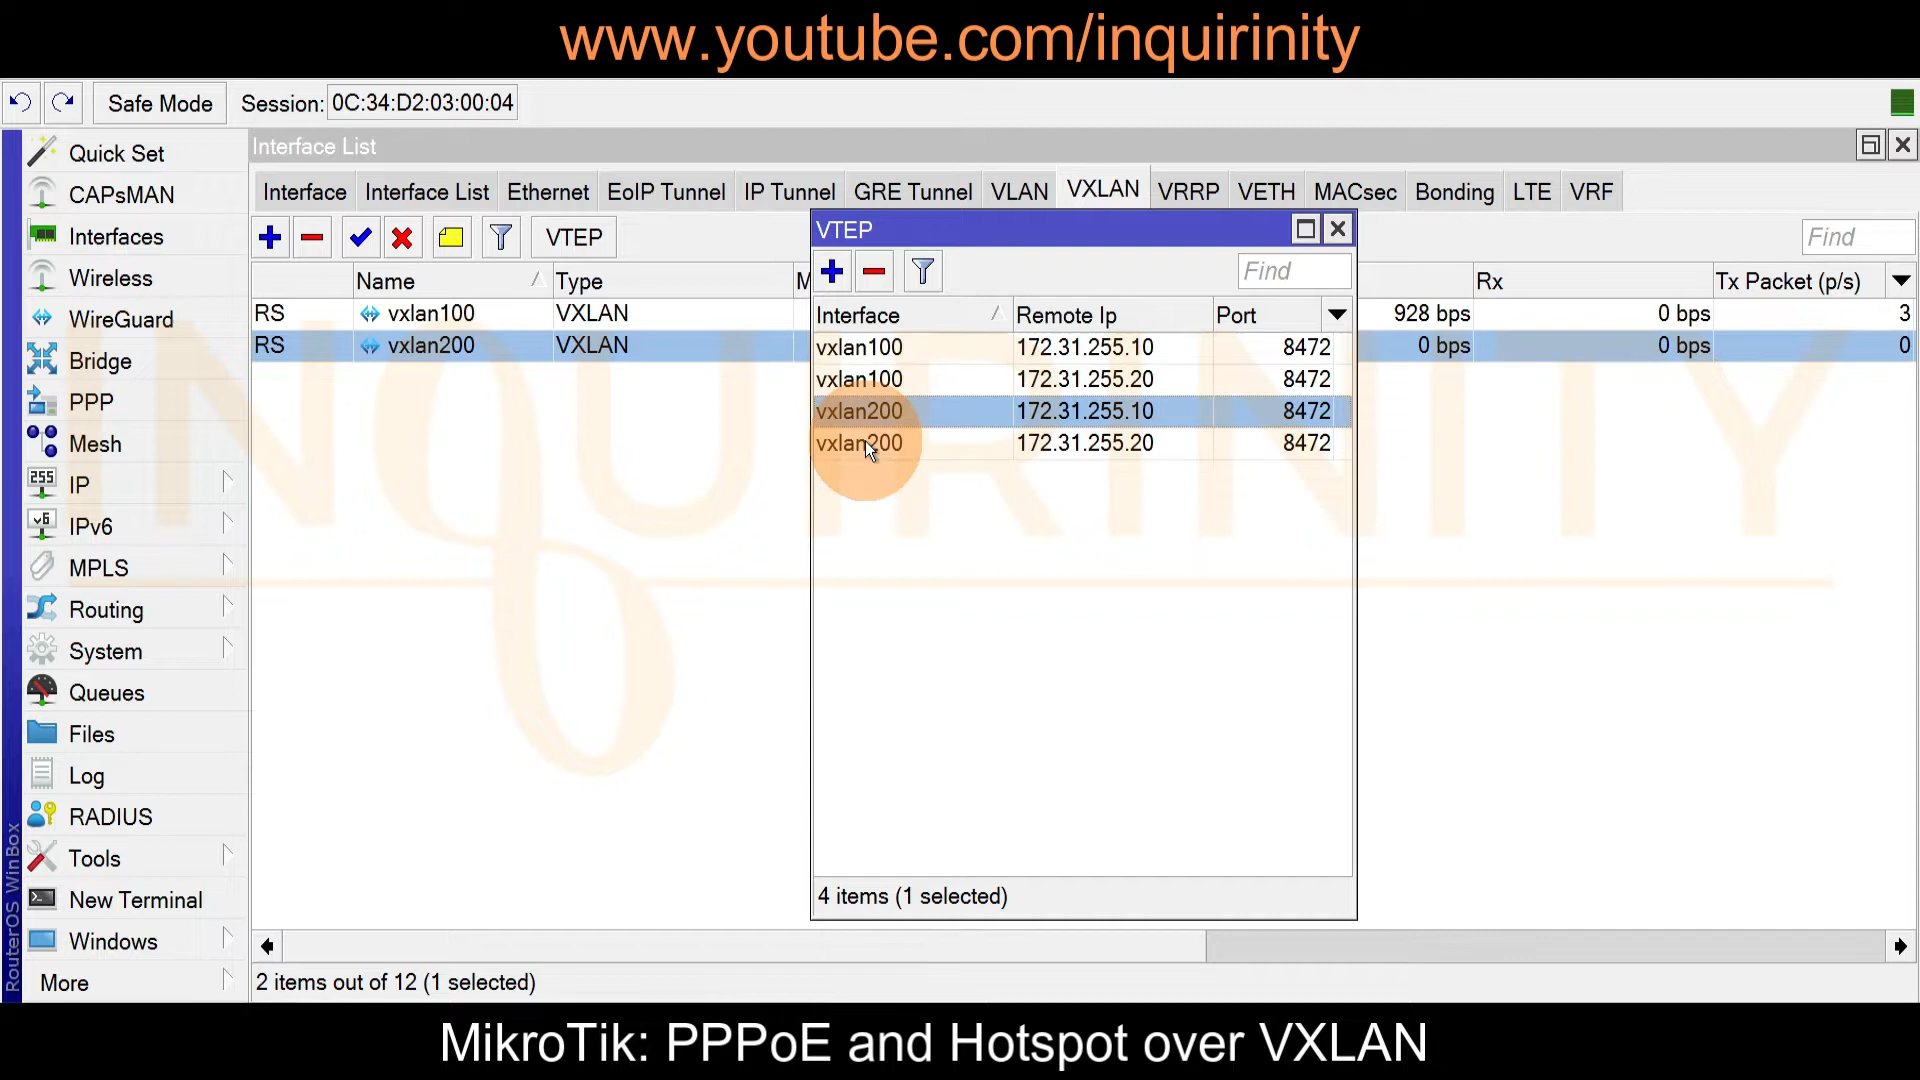 www.youtube.com/inquirinity
Safe Mode Session: 0C:34:D2:03:00:04
Interface List
Interface Interface List Ethernet EoIP Tunnel IP Tunnel GRE Tunnel VLAN VXLAN VRRP VETH MACsec Bonding LTE VRF
VTEP Find
Name Type M Rx Tx Packet (p/s)
RS vxlan100 VXLAN 928 bps 0 bps 3
RS vxlan200 VXLAN 0 bps 0 bps 0
VTEP
Find
Interface Remote Ip Port
vxlan100 172.31.255.10 8472
vxlan100 172.31.255.20 8472
vxlan200 172.31.255.10 8472
vxlan200 172.31.255.20 8472
4 items (1 selected)
2 items out of 12 (1 selected)
Quick Set
CAPsMAN
Interfaces
Wireless
WireGuard
Bridge
PPP
Mesh
255 IP
v6 IPv6
MPLS
Routing
System
Queues
Files
Log
RADIUS
Tools
New Terminal
Windows
More
RouterOS WinBox
INQUIRINITY
MikroTik: PPPoE and Hotspot over VXLAN